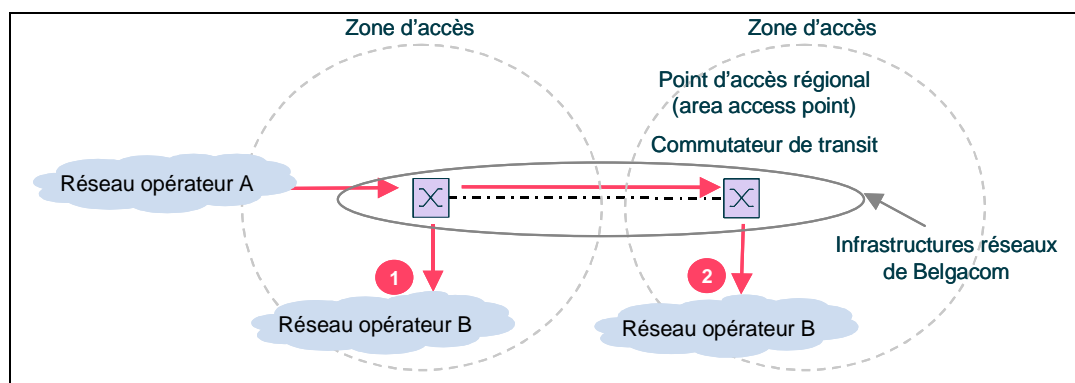 Zone d'accès
Zone d'accès
Point d'accès régional
(area access point)
Commutateur de transit
Réseau opérateur A
Infrastructures réseaux
de Belgacom
1
2
Réseau opérateur B
Réseau opérateur B